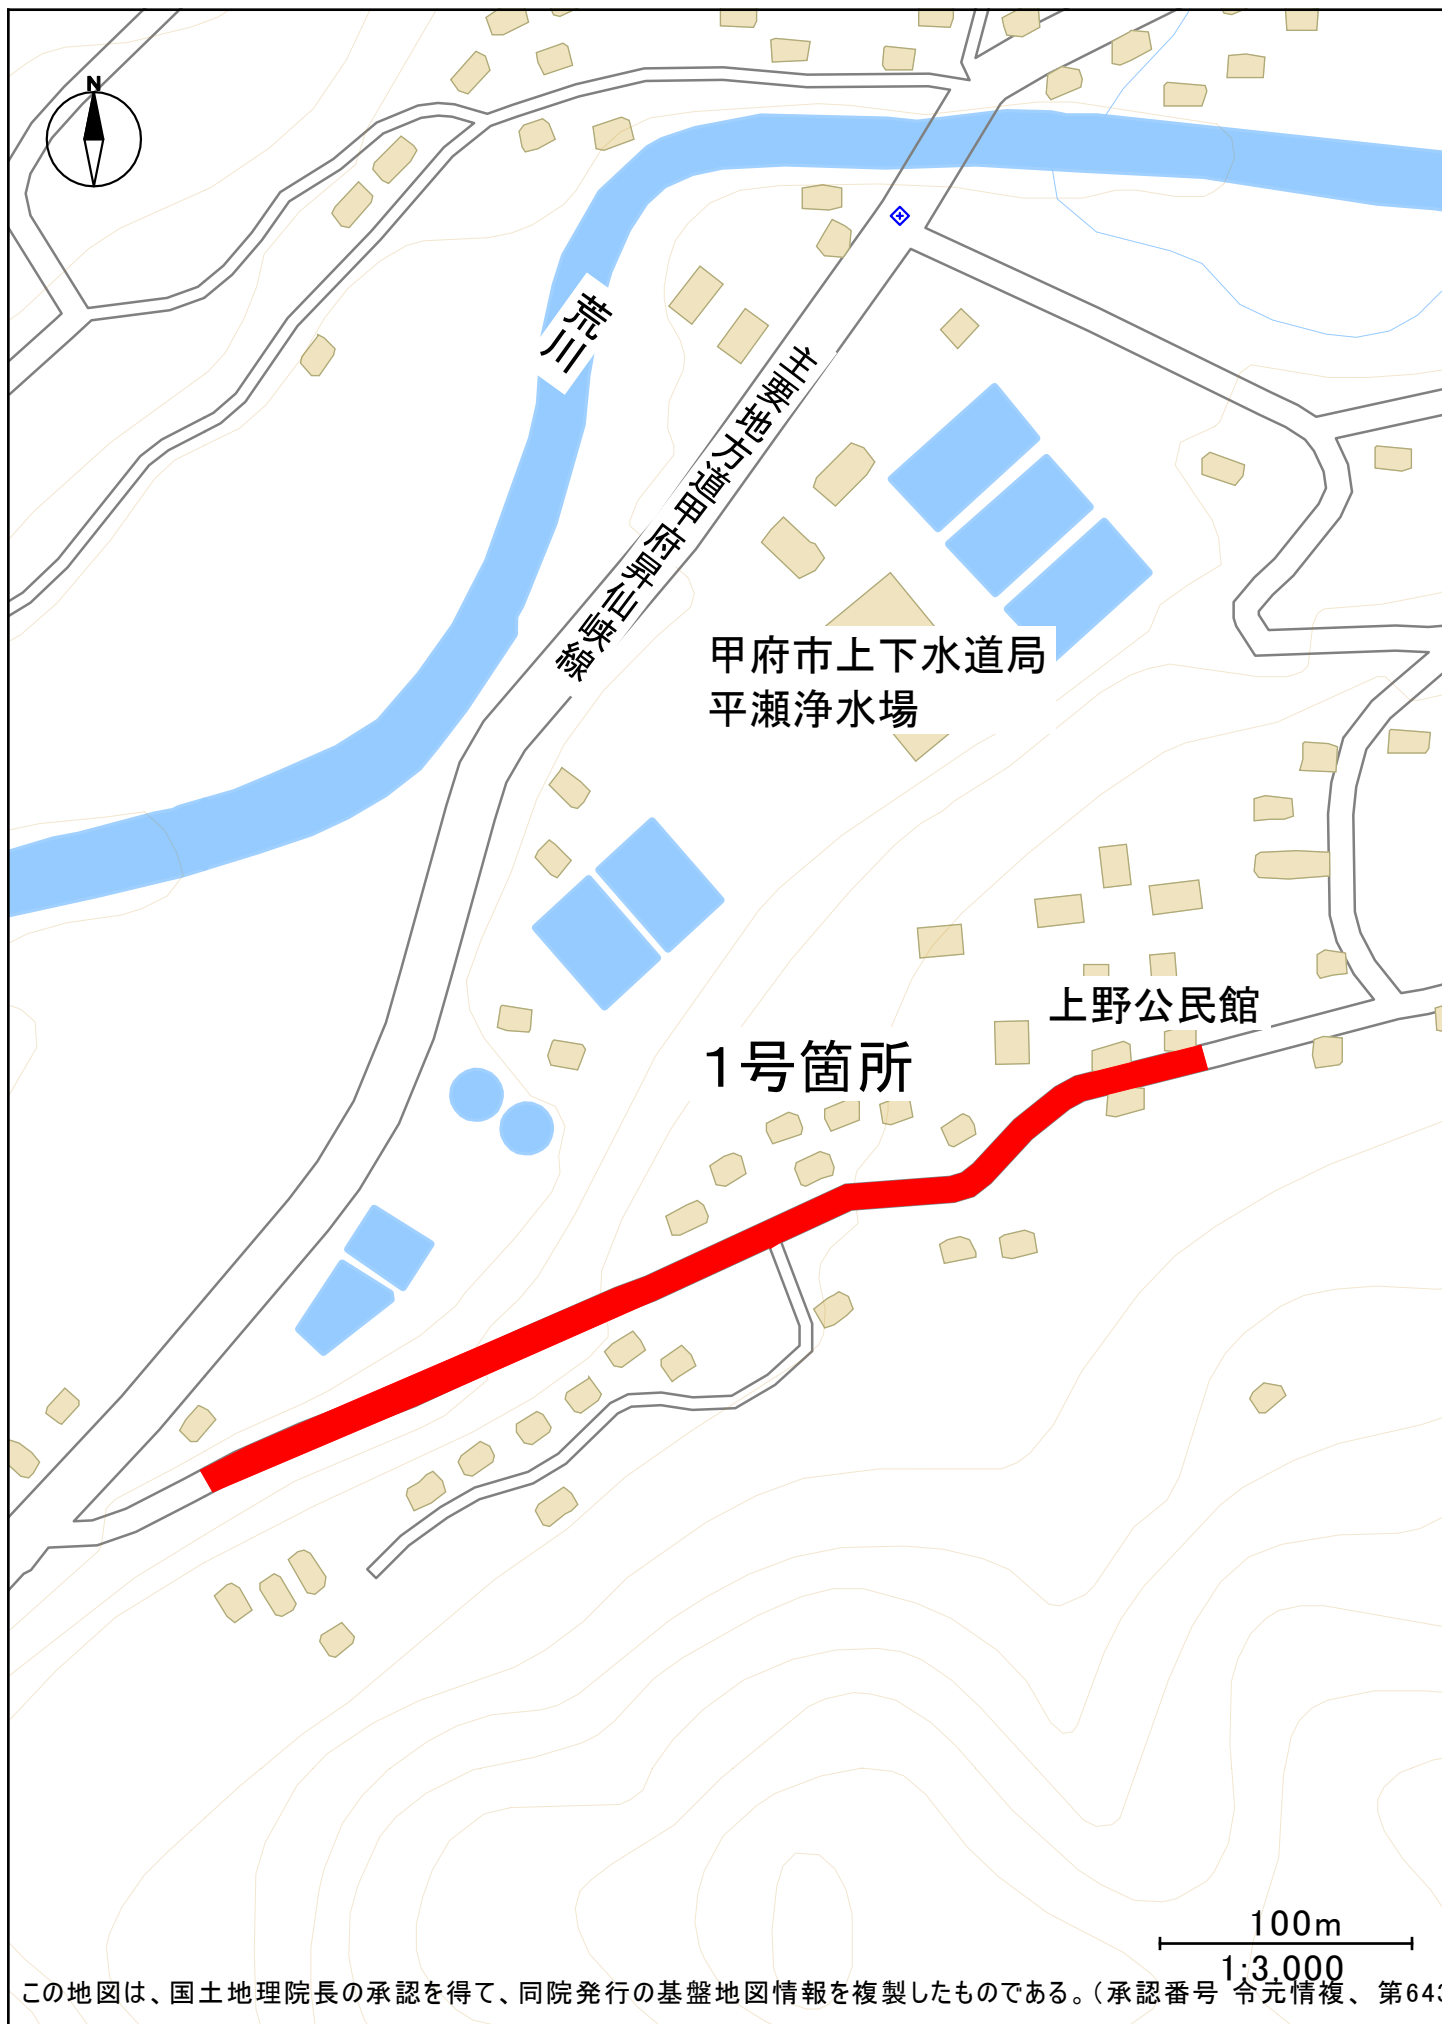 N
荒川
主要地方道甲府昇仙峡線
甲府市上下水道局
平瀬浄水場
上野公民館
1号箇所
100m
1:3,000
この地図は、国土地理院長の承認を得て、同院発行の基盤地図情報を複製したものである。（承認番号 令元情複、 第643